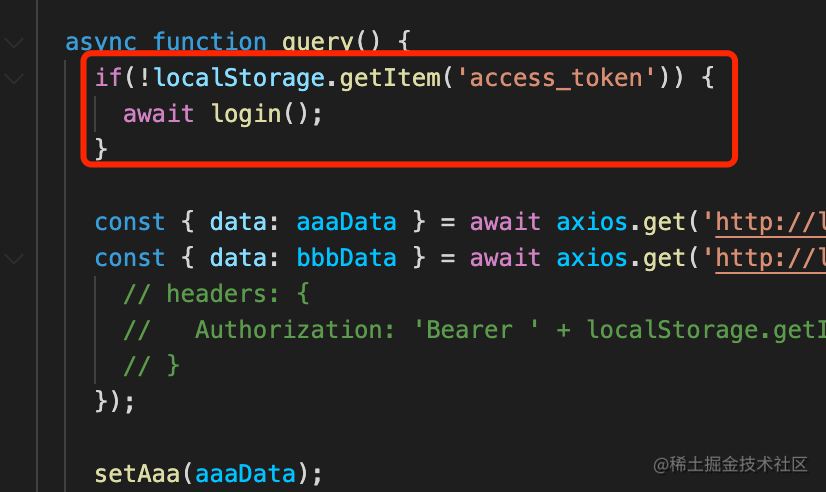 async function query() {
if(!localStorage.getItem('access_token')) {
await login();
}
const { data: aaaData } = await axios.get('http://l
const { data: bbbData } = await axios.get('http://l
// headers: {
//   Authorization: 'Bearer ' + localStorage.getI
// }
});
setAaa(aaaData);
@稀土掘金技术社区